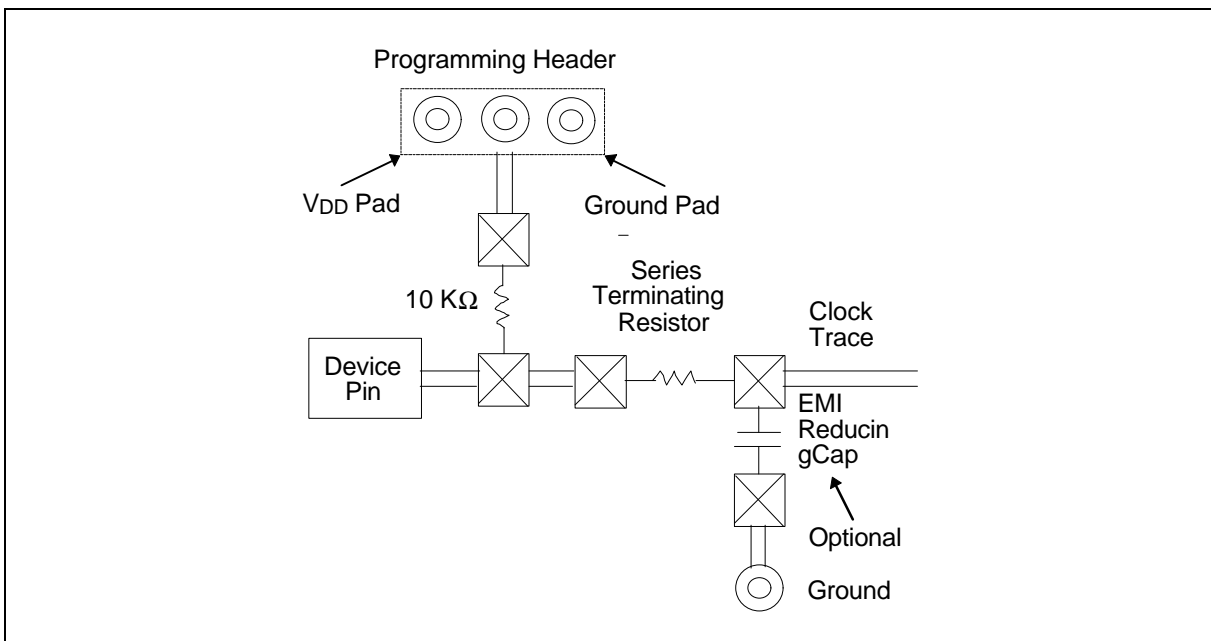 Programming Header
VDD Pad
Ground Pad
–
10 KΩ
Series
Terminating
Resistor
Clock
Trace
Device
Pin
EMI
Reducin
gCap
Optional
Ground